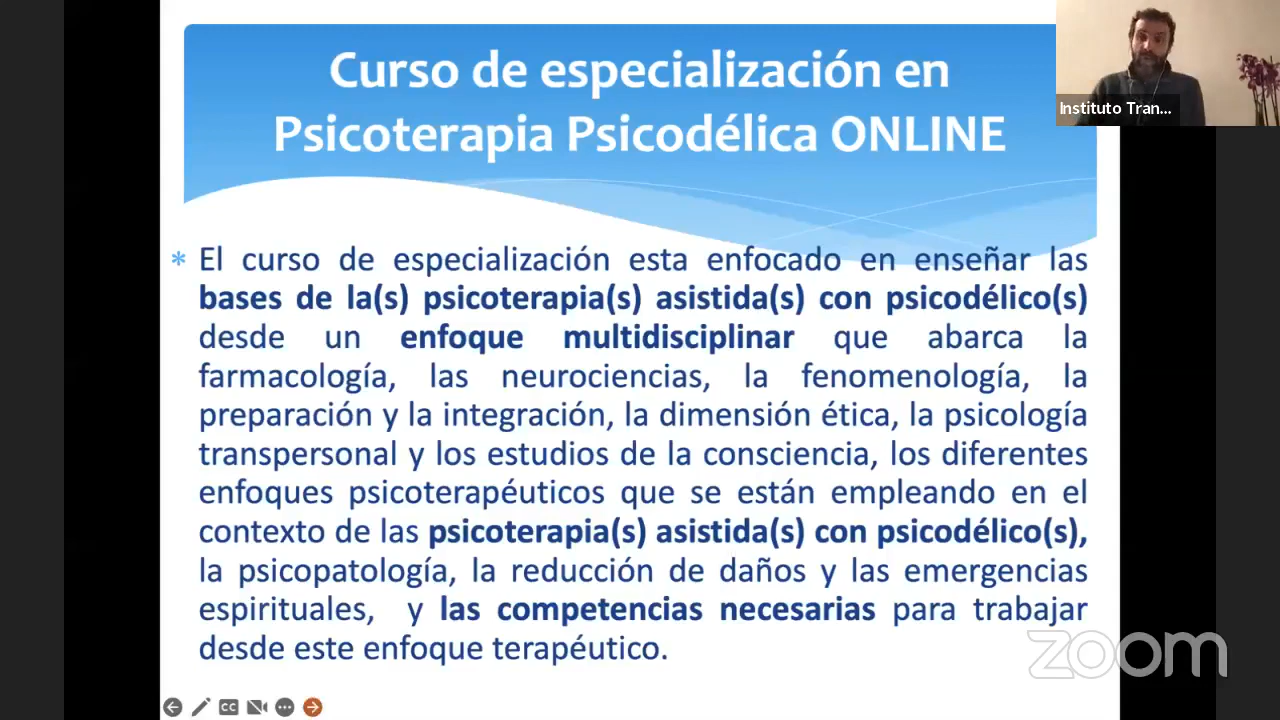 Curso de especialización en
Psicoterapia Psicodélica ONLINE
Instituto Tran...
* El curso de especialización esta enfocado en enseñar las
bases de la(s) psicoterapia(s) asistida(s) con psicodélico(s)
desde un enfoque multidisciplinar que abarca la
farmacología, las neurociencias, la fenomenología, la
preparación y la integración, la dimensión ética, la psicología
transpersonal y los estudios de la consciencia, los diferentes
enfoques psicoterapéuticos que se están empleando en el
contexto de las psicoterapia(s) asistida(s) con psicodélico(s),
la psicopatología, la reducción de daños y las emergencias
espirituales, y las competencias necesarias para trabajar
desde este enfoque terapéutico.
zoom
CC